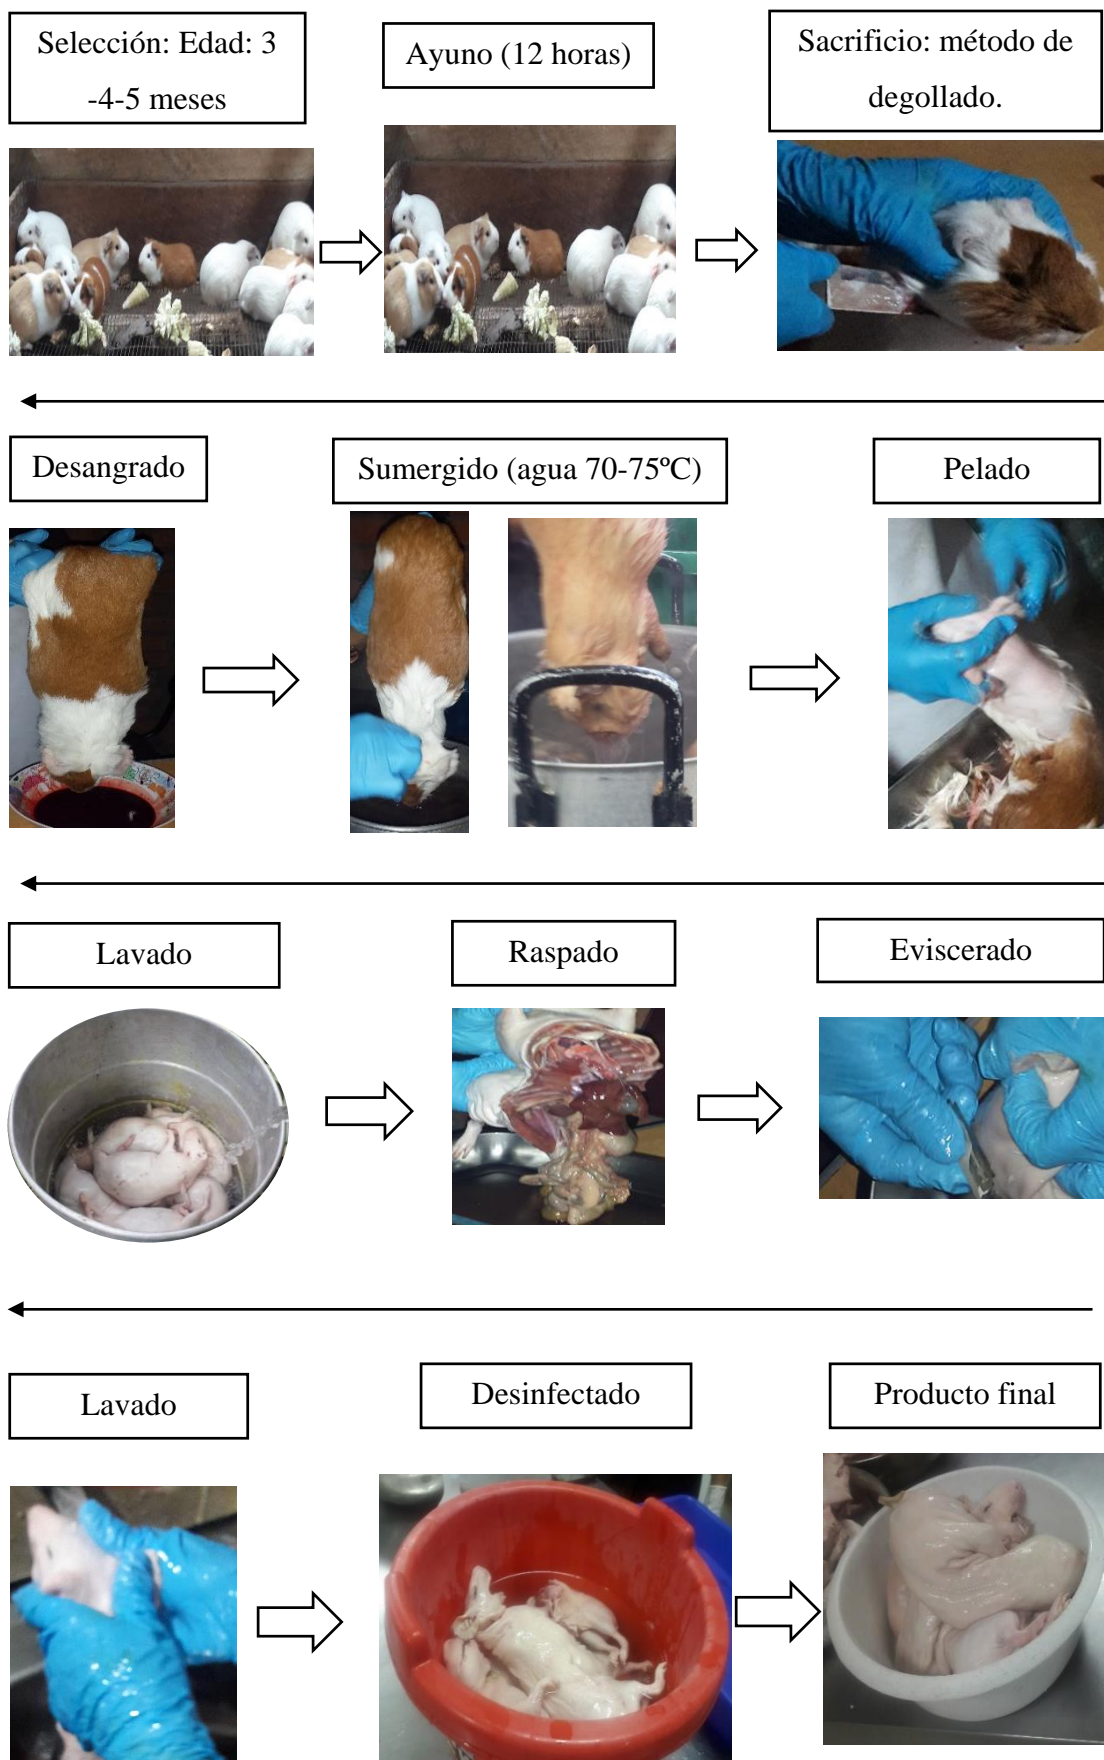 Selección: Edad: 3
-4-5 meses
Ayuno (12 horas)
Sacrificio: método de
degollado.
Desangrado
Sumergido (agua 70-75ºC)
Pelado
Lavado
Raspado
Eviscerado
Lavado
Desinfectado
Producto final